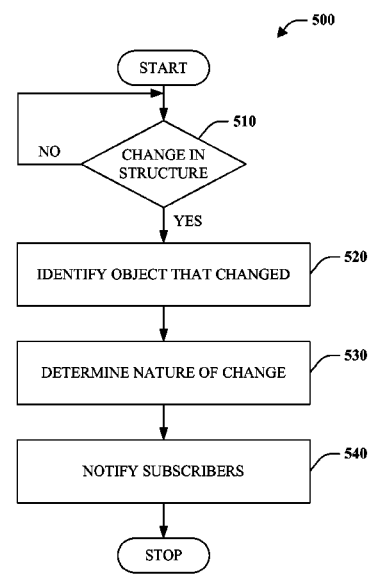 500
START
510
NO
CHANGE IN
STRUCTURE
YES
520
IDENTIFY OBJECT THAT CHANGED
530
DETERMINE NATURE OF CHANGE
540
NOTIFY SUBSCRIBERS
STOP